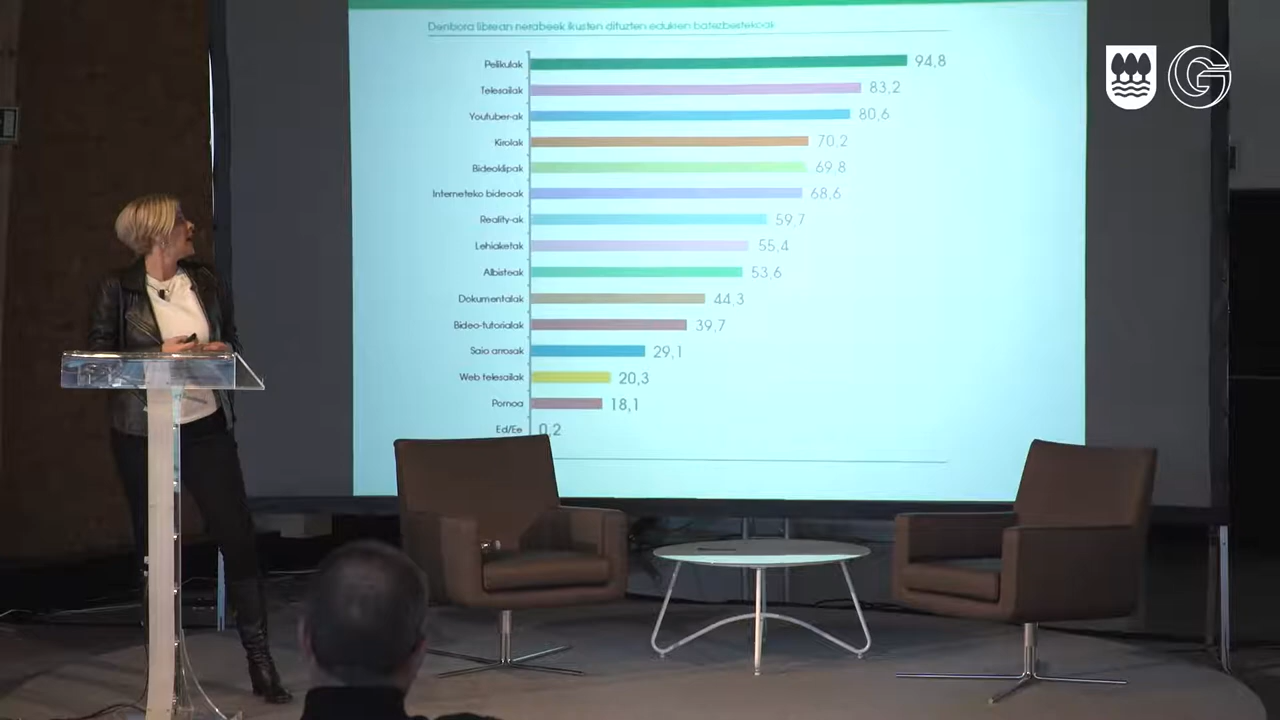 Denbora librean nerabeek ikusten dituzten edukien batezbestekoak
Pelikulak 94,8
Telesailak 83,2
Youtuber-ak 80,6
Kirolak 70,2
Bideoklipak 69,8
Interneteko bideoak 68,6
Reality-ak 59,7
Lehiaketak 55,4
Albisteak 53,6
Dokumentalak 44,3
Bideo-tutorialak 39,7
Saio arrosak 29,1
Web telesailak 20,3
Pornoa 18,1
Ed/Ee 0,2
G